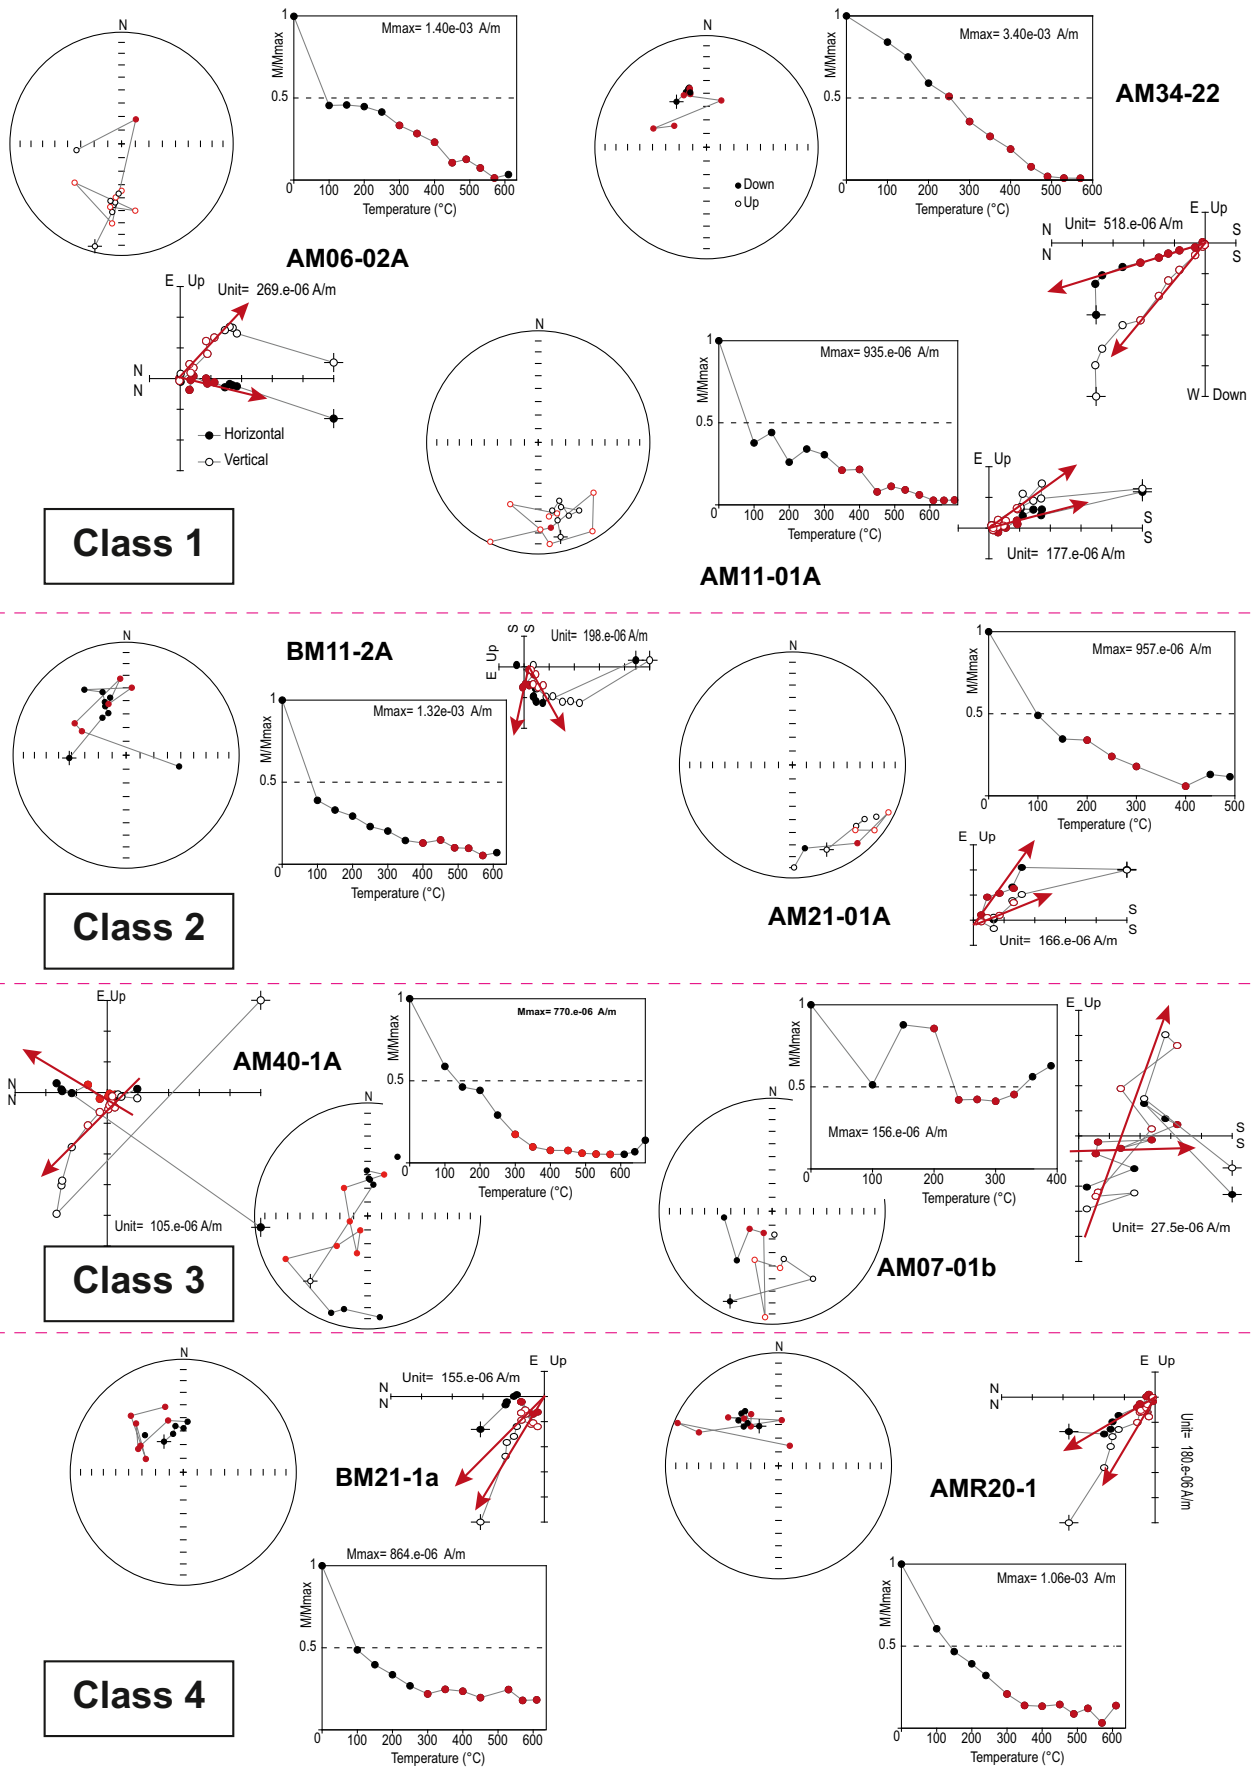 N
1
M/Mmax
Mmax= 1.40e-03 A/m
0.5
0 100 200 300 400 500 600
Temperature (°C)
AM06-02A
N
Down
Up
1
M/Mmax
Mmax= 3.40e-03 A/m
0.5
0 100 200 300 400 500 600
Temperature (°C)
AM34-22
E Up
Unit= 518.e-06 A/m
N S
N S
W Down
E Up
Unit= 269.e-06 A/m
N
N
Horizontal
Vertical
N
1
M/Mmax
Mmax= 935.e-06 A/m
0.5
0 100 200 300 400 500 600
Temperature (°C)
AM11-01A
E Up
S
S
Unit= 177.e-06 A/m
Class 1
N
BM11-2A
S S
E Up
Unit= 198.e-06 A/m
1
M/Mmax
Mmax= 1.32e-03 A/m
0.5
0 100 200 300 400 500 600
Temperature (°C)
N
AM21-01A
1
M/Mmax
Mmax= 957.e-06 A/m
0.5
0 100 200 300 400 500
Temperature (°C)
E Up
S
S
Unit= 166.e-06 A/m
Class 2
E Up
N
N
Unit= 105.e-06 A/m
AM40-1A
1
M/Mmax
Mmax= 770.e-06 A/m
0.5
0 100 200 300 400 500 600
Temperature (°C)
N
1
M/Mmax
0.5
Mmax= 156.e-06 A/m
0 100 200 300 400
Temperature (°C)
N
AM07-01b
E Up
S
S
Unit= 27.5e-06 A/m
Class 3
N
E Up
Unit= 155.e-06 A/m
N
N
BM21-1a
Mmax= 864.e-06 A/m
1
M/Mmax
0.5
0 100 200 300 400 500 600
Temperature (°C)
N
AMR20-1
E Up
N
N
Unit= 180.e-06 A/m
1
M/Mmax
Mmax= 1.06e-03 A/m
0.5
0 100 200 300 400 500 600
Temperature (°C)
Class 4